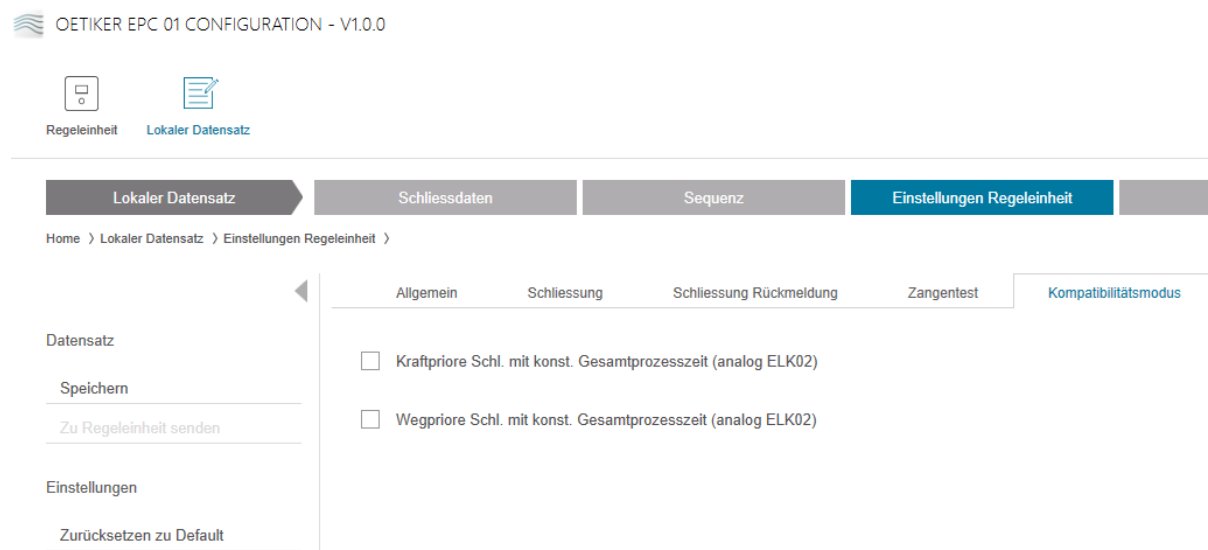 OETIKER EPC 01 CONFIGURATION - V1.0.0
Regeleinheit
Lokaler Datensatz
Lokaler Datensatz
Schliessdaten
Sequenz
Einstellungen Regeleinheit
Home 〉 Lokaler Datensatz 〉 Einstellungen Regeleinheit 〉
Allgemein
Schliessung
Schliessung Rückmeldung
Zangentest
Kompatibilitätsmodus
Datensatz
Speichern
Zu Regeleinheit senden
Einstellungen
Zurücksetzen zu Default
Kraftpriore Schl. mit konst. Gesamtprozesszeit (analog ELK02)
Wegpriore Schl. mit konst. Gesamtprozesszeit (analog ELK02)